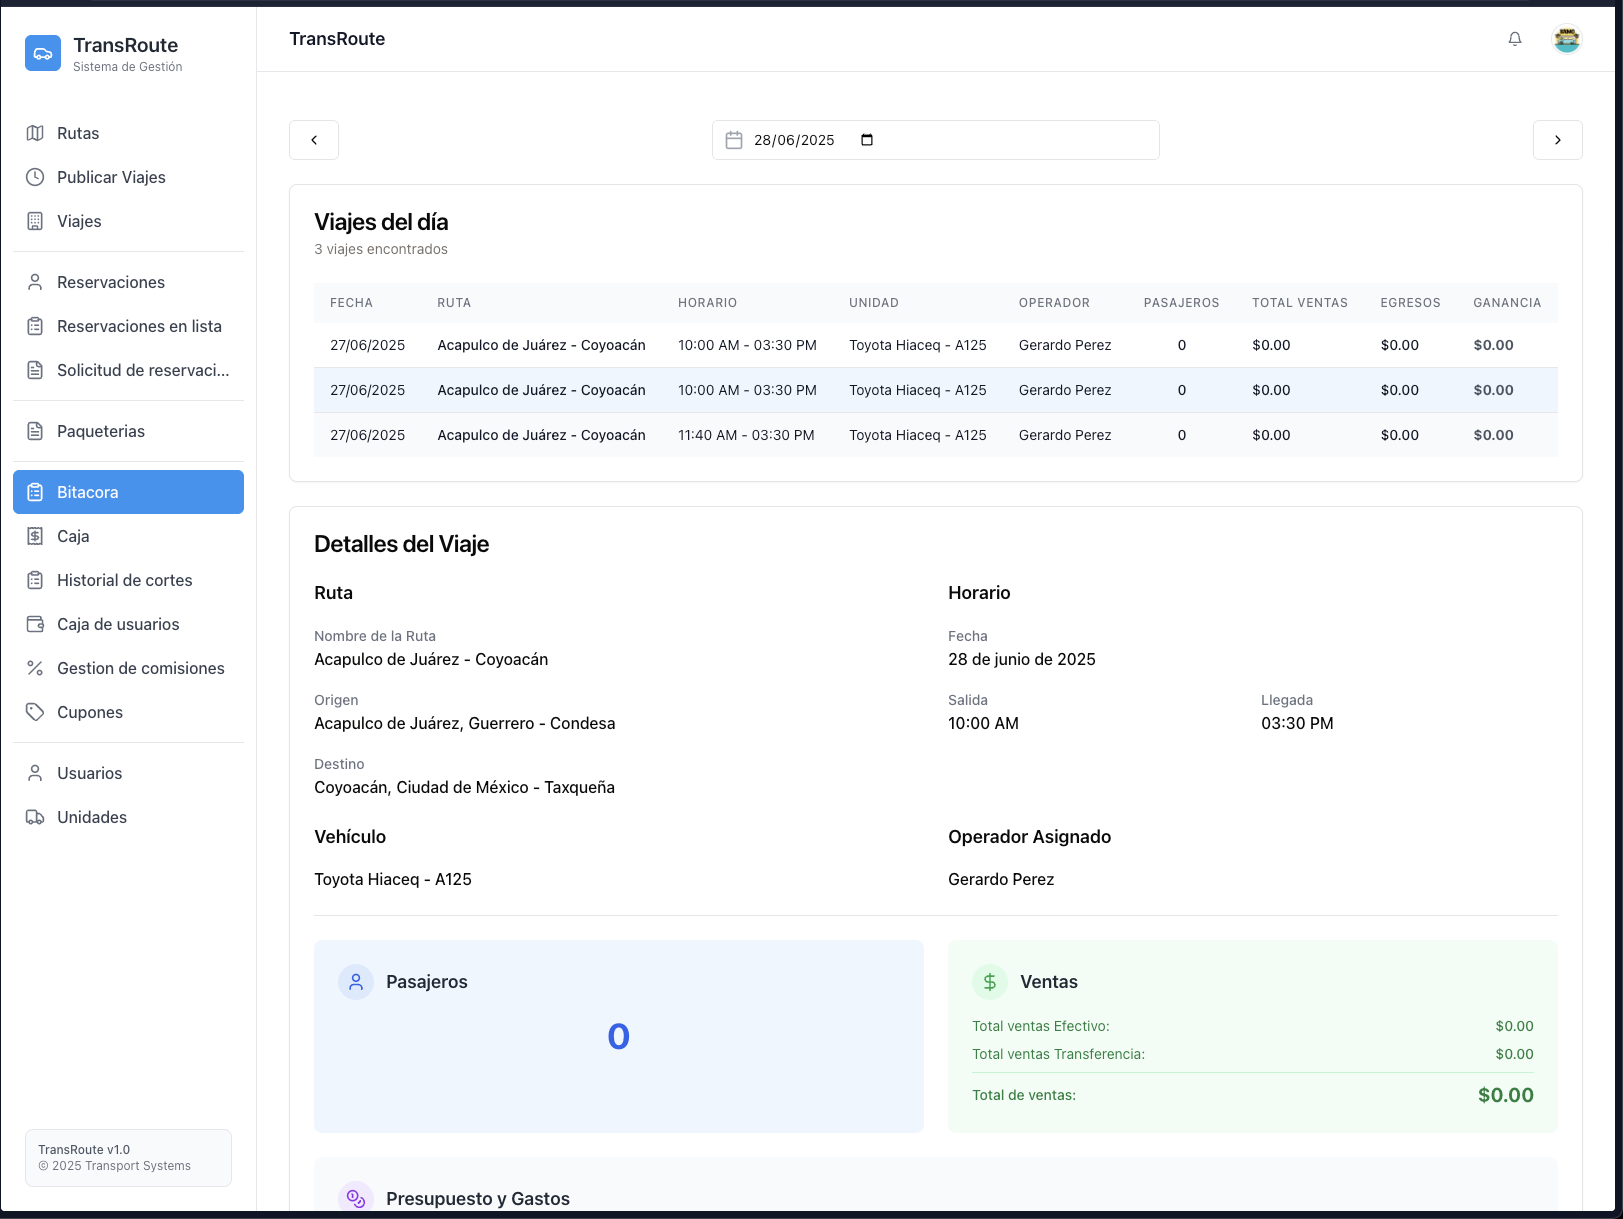 TransRoute
Sistema de Gestión
Rutas
Publicar Viajes
Viajes
Reservaciones
Reservaciones en lista
Solicitud de reservaci...
Paqueterias
Bitacora
Caja
Historial de cortes
Caja de usuarios
Gestion de comisiones
Cupones
Usuarios
Unidades
TransRoute v1.0
© 2025 Transport Systems
TransRoute
28/06/2025
Viajes del día
3 viajes encontrados
FECHA RUTA HORARIO UNIDAD OPERADOR PASAJEROS TOTAL VENTAS EGRESOS GANANCIA
27/06/2025 Acapulco de Juárez - Coyoacán 10:00 AM - 03:30 PM Toyota Hiaceq - A125 Gerardo Perez 0 $0.00 $0.00 $0.00
27/06/2025 Acapulco de Juárez - Coyoacán 10:00 AM - 03:30 PM Toyota Hiaceq - A125 Gerardo Perez 0 $0.00 $0.00 $0.00
27/06/2025 Acapulco de Juárez - Coyoacán 11:40 AM - 03:30 PM Toyota Hiaceq - A125 Gerardo Perez 0 $0.00 $0.00 $0.00
Detalles del Viaje
Ruta
Nombre de la Ruta
Acapulco de Juárez - Coyoacán
Origen
Acapulco de Juárez, Guerrero - Condesa
Destino
Coyoacán, Ciudad de México - Taxqueña
Horario
Fecha
28 de junio de 2025
Salida Llegada
10:00 AM 03:30 PM
Vehículo
Toyota Hiaceq - A125
Operador Asignado
Gerardo Perez
Pasajeros
0
Ventas
Total ventas Efectivo: $0.00
Total ventas Transferencia: $0.00
Total de ventas: $0.00
Presupuesto y Gastos